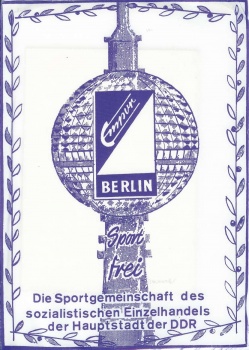 Empor
BERLIN
Sport
frei
Die Sportgemeinschaft des
sozialistischen Einzelhandels
der Hauptstadt der DDR